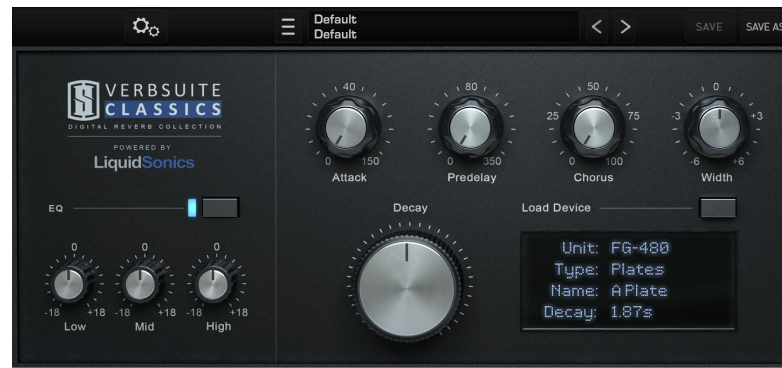 Default
Default
SAVE
SAVE AS
VERBSUITE
CLASSICS
DIGITAL REVERB COLLECTION
POWERED BY
LiquidSonics
40
0 150
Attack
80
0 350
Predelay
50
25 75
0 100
Chorus
0
-3 +3
-6 +6
Width
EQ
0
-18 +18
Low
0
-18 +18
Mid
0
-18 +18
High
Decay
Load Device
Unit: FG-480
Type: Plates
Name: A Plate
Decay: 1.87s